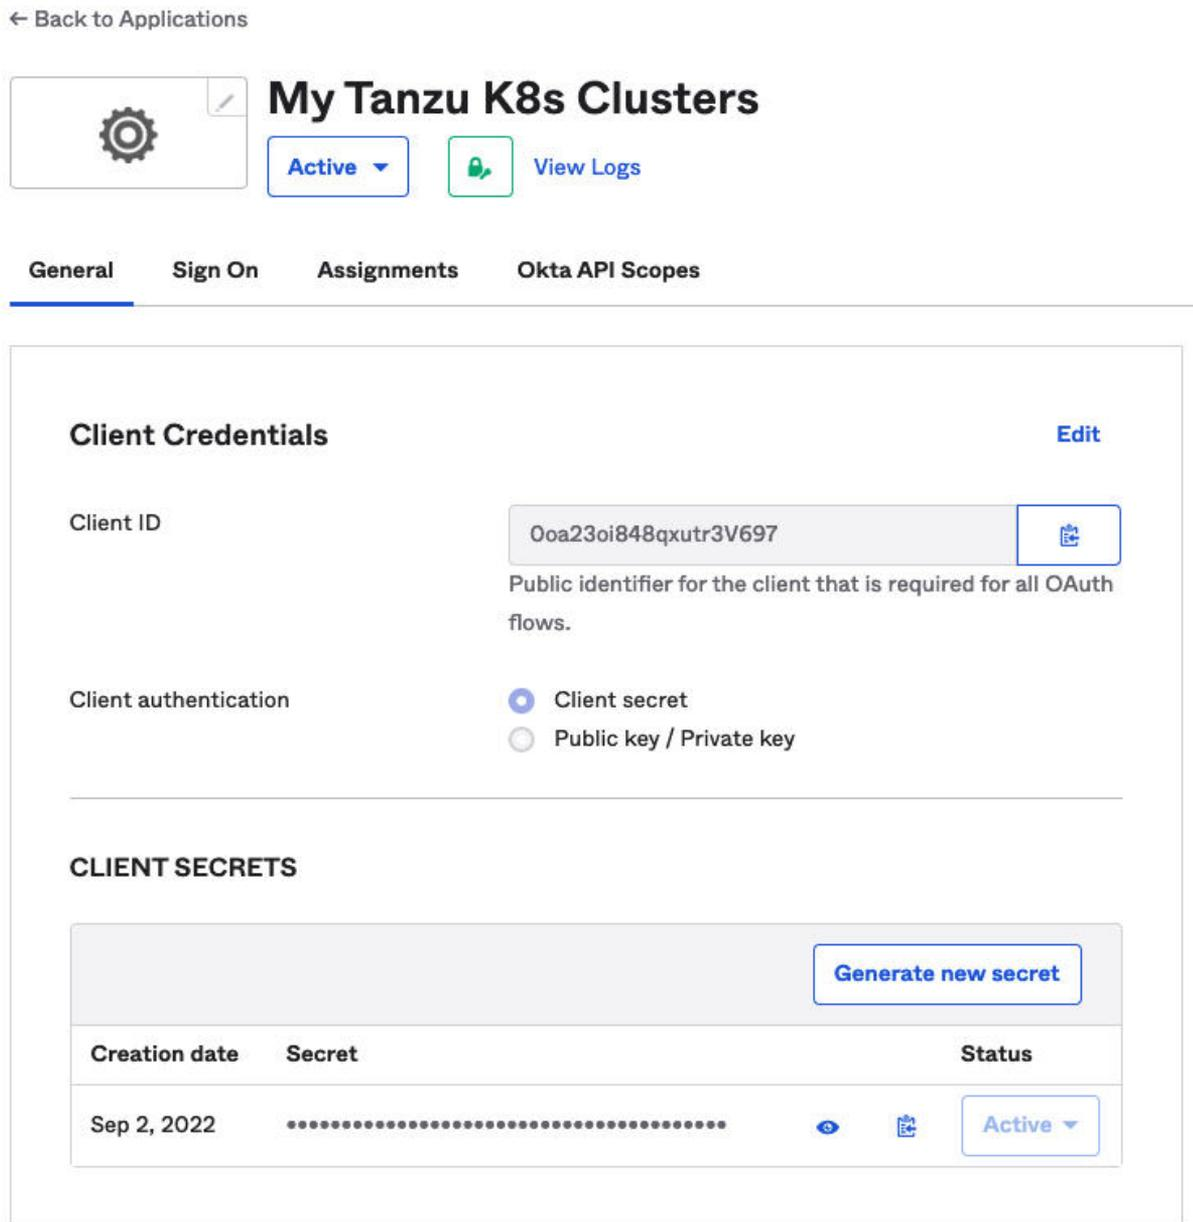 ← Back to Applications
My Tanzu K8s Clusters
Active
View Logs
General Sign On Assignments Okta API Scopes
Client Credentials
Edit
Client ID
0oa23oi848qxutr3V697
Public identifier for the client that is required for all OAuth
flows.
Client authentication
Client secret
Public key / Private key
CLIENT SECRETS
Generate new secret
Creation date Secret Status
Sep 2, 2022 •••••••••••••••••••••••••••••••••••••••• Active